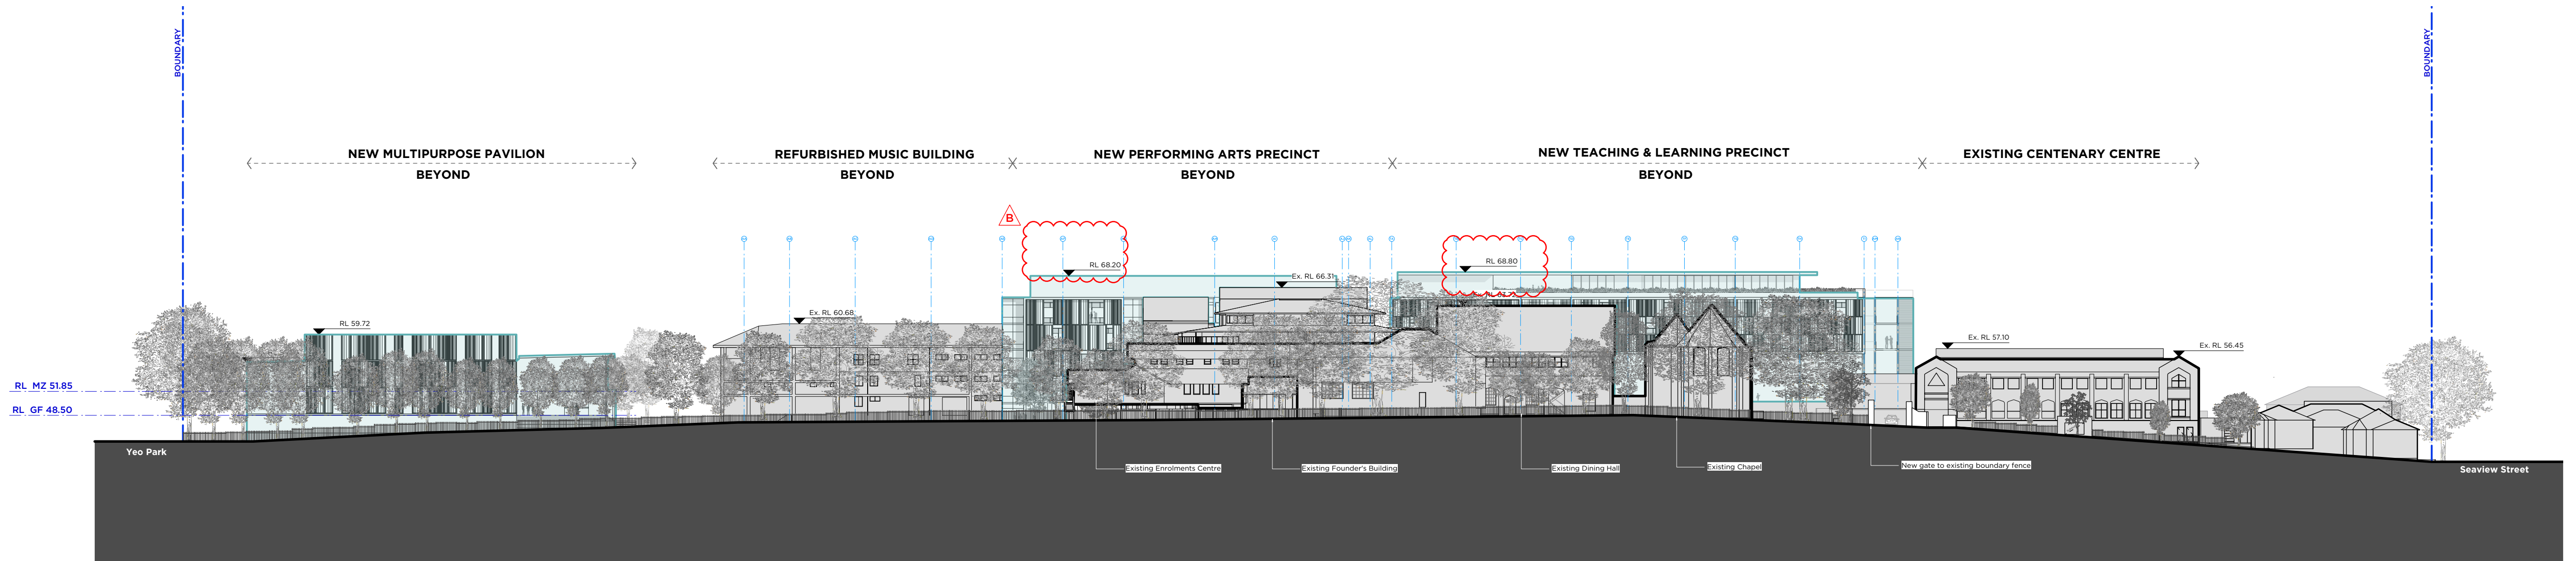 BOUNDARY
BOUNDARY
NEW MULTIPURPOSE PAVILION
BEYOND
REFURBISHED MUSIC BUILDING
BEYOND
NEW PERFORMING ARTS PRECINCT
BEYOND
NEW TEACHING & LEARNING PRECINCT
BEYOND
EXISTING CENTENARY CENTRE
B
RL 68.20
RL 68.80
Ex. RL 66.31
Ex. RL 60.68
RL 59.72
Ex. RL 57.10
Ex. RL 56.45
RL MZ 51.85
RL GF 48.50
Yeo Park
Seaview Street
Existing Enrolments Centre
Existing Founder's Building
Existing Dining Hall
Existing Chapel
New gate to existing boundary fence